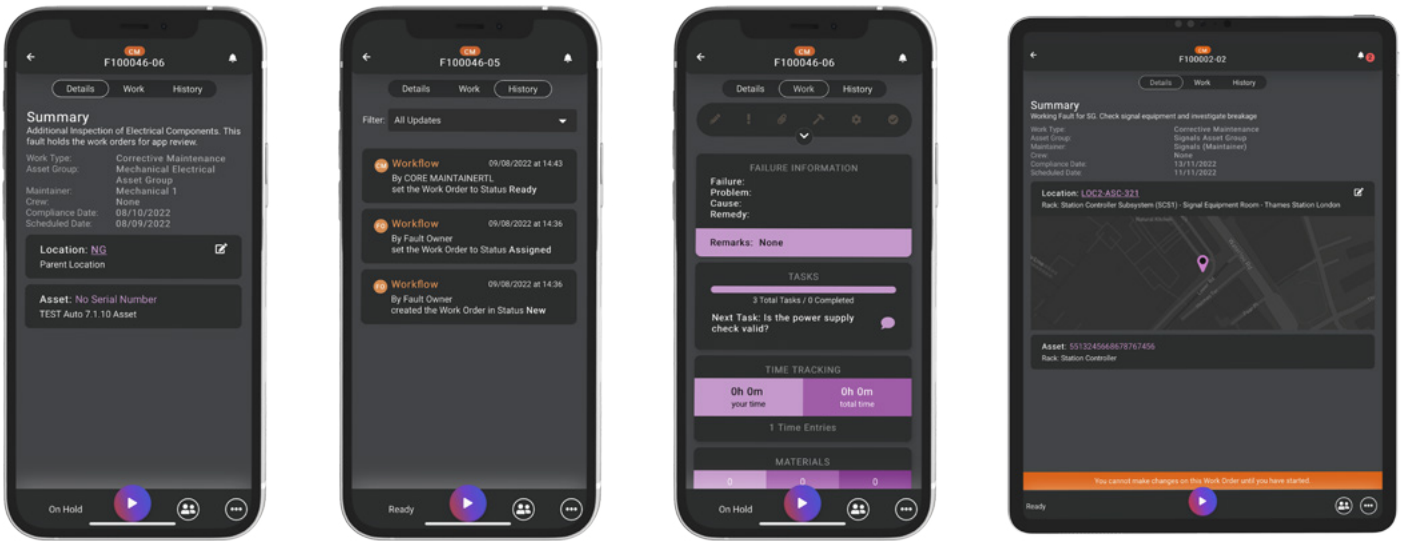 CM
F100046-06
Details Work History
Summary
Additional Inspection of Electrical Components. This
fault holds the work orders for app review.
Work Type: Corrective Maintenance
Asset Group: Mechanical Electrical
Asset Group
Maintainer: Mechanical 1
Crew: None
Compliance Date: 08/10/2022
Scheduled Date: 08/09/2022
Location: NG
Parent Location
Asset: No Serial Number
TEST Auto 7.1.10 Asset
On Hold
CM
F100046-05
Details Work History
Filter: All Updates
CM Workflow 09/08/2022 at 14:43
By CORE MAINTAINERTL
set the Work Order to Status Ready
FO Workflow 09/08/2022 at 14:36
By Fault Owner
set the Work Order to Status Assigned
FO Workflow 09/08/2022 at 14:36
By Fault Owner
created the Work Order in Status New
Ready
CM
F100046-06
Details Work History
FAILURE INFORMATION
Failure:
Problem:
Cause:
Remedy:
Remarks: None
TASKS
3 Total Tasks / 0 Completed
Next Task: Is the power supply
check valid?
TIME TRACKING
0h 0m 0h 0m
your time total time
1 Time Entries
MATERIALS
0 0 0
On Hold
CM
F100002-02
Details Work History
Summary
Working Fault for SG. Check signal equipment and investigate breakage
Work Type: Corrective Maintenance
Asset Group: Signals Asset Group
Maintainer: Signals (Maintainer)
Crew: None
Compliance Date: 13/11/2022
Scheduled Date 11/11/2022
Location: LOC2-ASC-321
Rack: Station Controller Subsystem (SCS1) - Signal Equipment Room - Thames Station London
Asset: 5513245668678767456
Rack: Station Controller
You cannot make changes on this Work Order until you have started
Ready